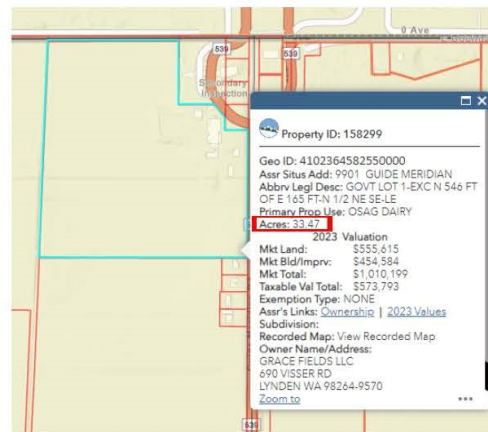 0 Ave
539
539
Secondary
Inspection
Property ID: 158299
Geo ID: 4102364582550000
Assr Situs Add: 9901 GUIDE MERIDIAN
Abbrv Legl Desc: GOVT LOT 1-EXC N 546 FT
OF E 165 FT-N 1/2 NE SE-LE
Primary Prop Use: OSAG DAIRY
Acres: 33.47
2023 Valuation
Mkt Land: $555,615
Mkt Bld/Imprv: $454,584
Mkt Total: $1,010,199
Taxable Val Total: $573,793
Exemption Type: NONE
Assr's Links: Ownership | 2023 Values
Subdivision:
Recorded Map: View Recorded Map
Owner Name/Address:
GRACE FIELDS LLC
690 VISSER RD
LYNDEN WA 98264-9570
Zoom to
539